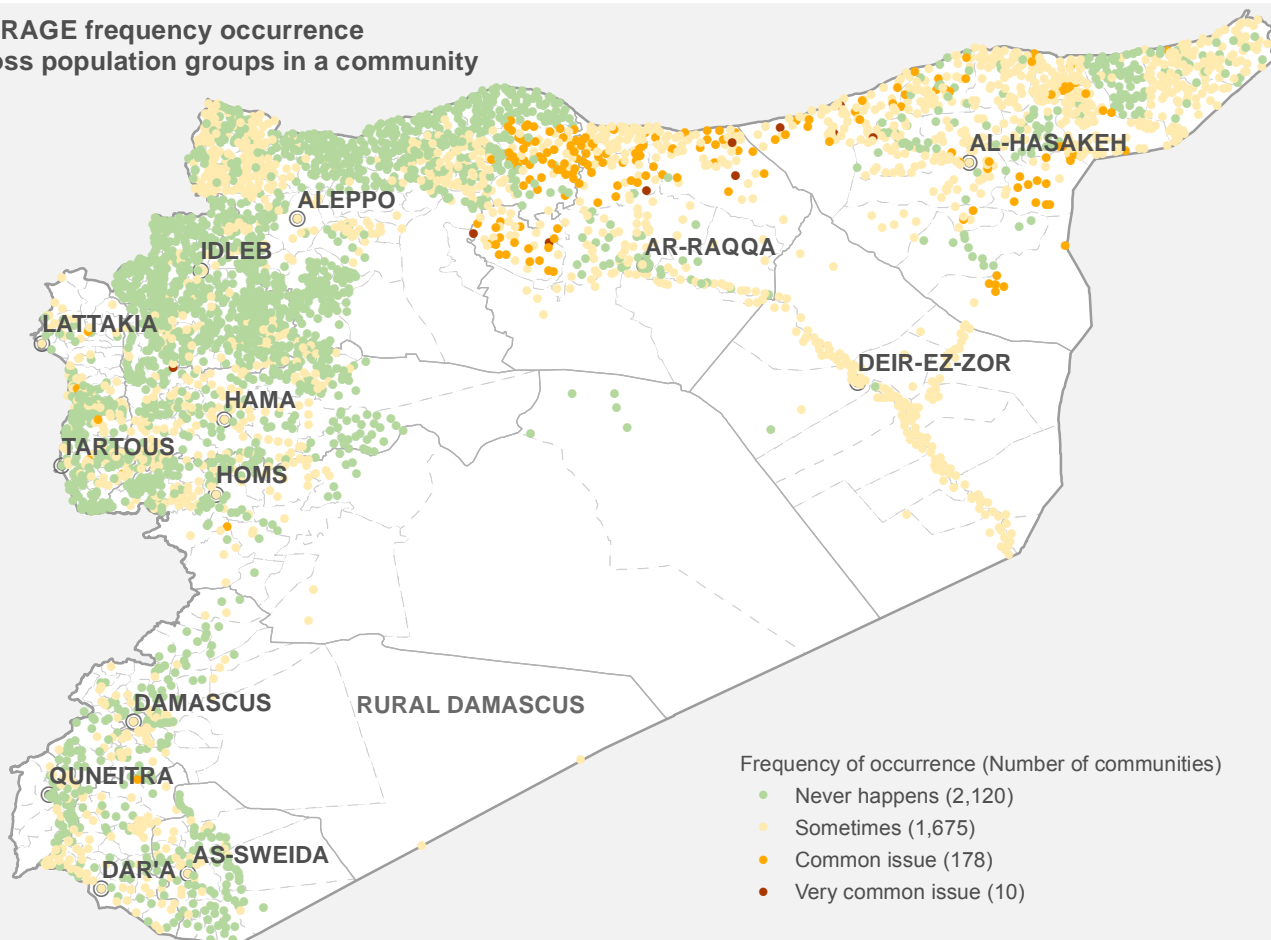 RAGE frequency occurrence
oss population groups in a community
AL-HASAKEH
ALEPPO
IDLEB
AR-RAQQA
LATTAKIA
DEIR-EZ-ZOR
HAMA
TARTOUS
HOMS
DAMASCUS
RURAL DAMASCUS
QUNEITRA
AS-SWEIDA
DAR'A
Frequency of occurrence (Number of communities)
Never happens (2,120)
Sometimes (1,675)
Common issue (178)
Very common issue (10)